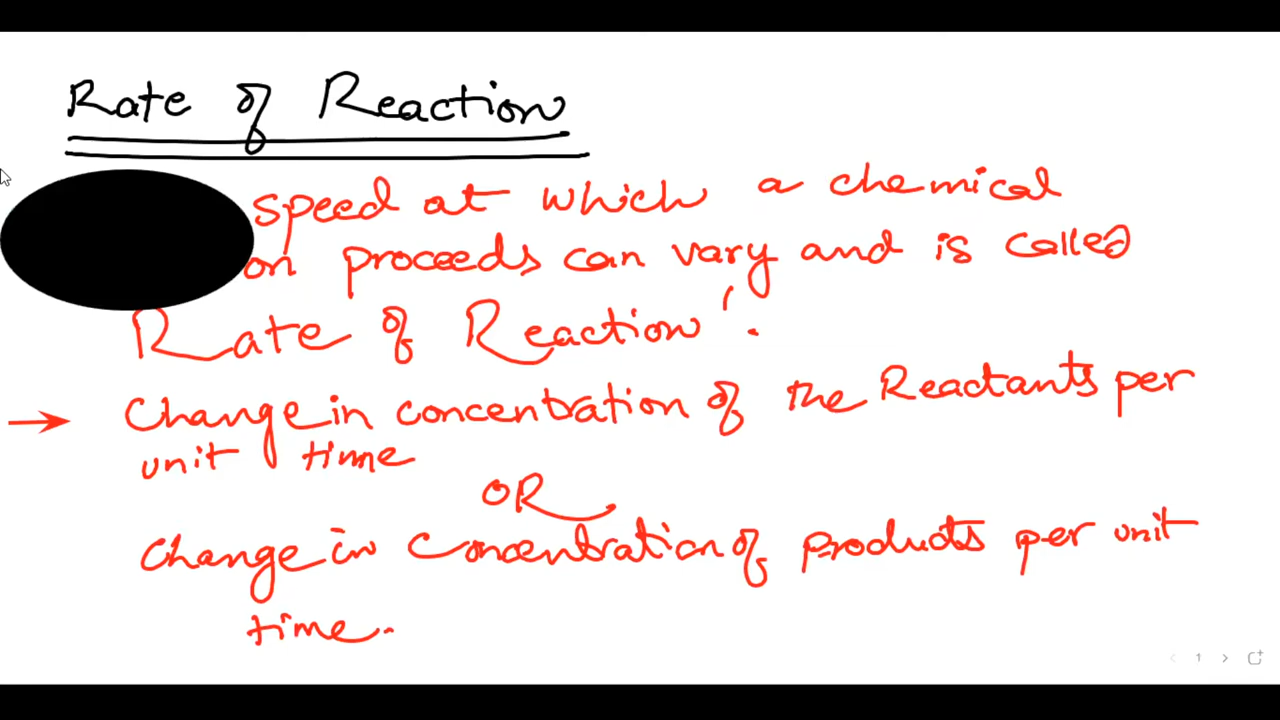 Rate of Reaction
speed at which a chemical
on proceeds can vary and is called
Rate of Reaction'.
→ Change in concentration of the Reactants per
unit time
OR
Change in Concentration of products per unit
time.
1